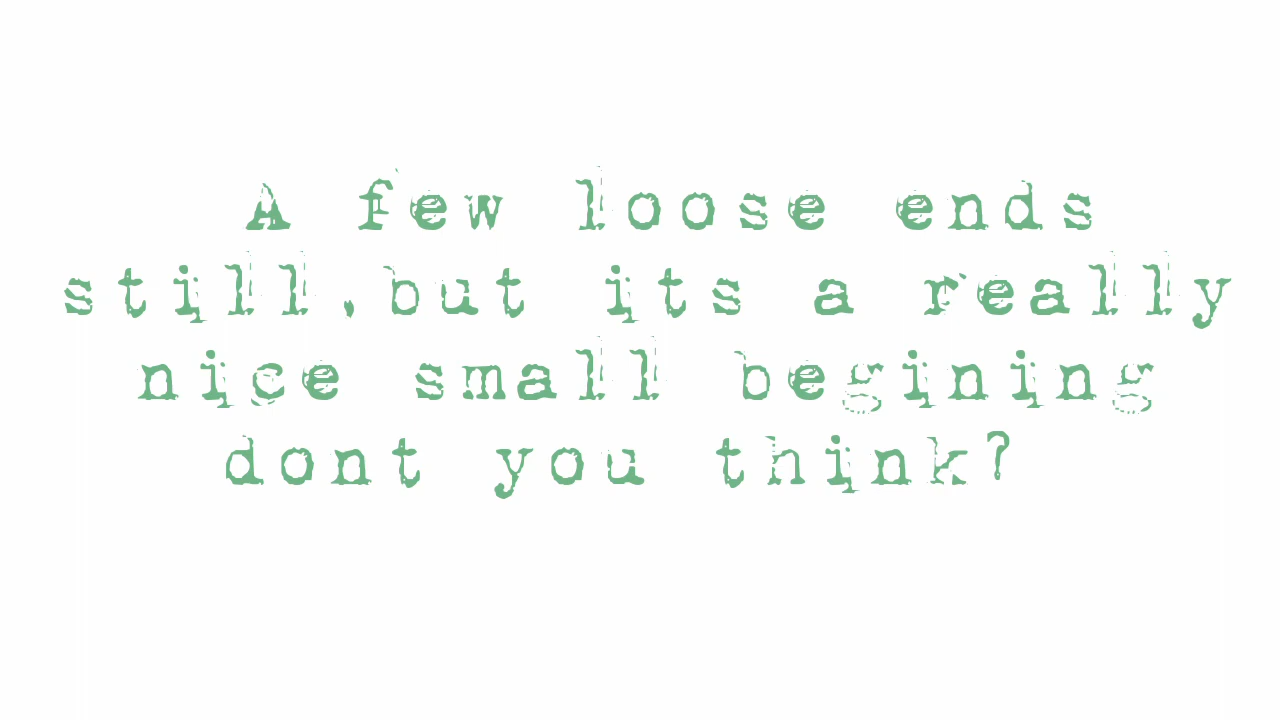 A few loose ends
still,but its a really
nice small begining
dont you think?